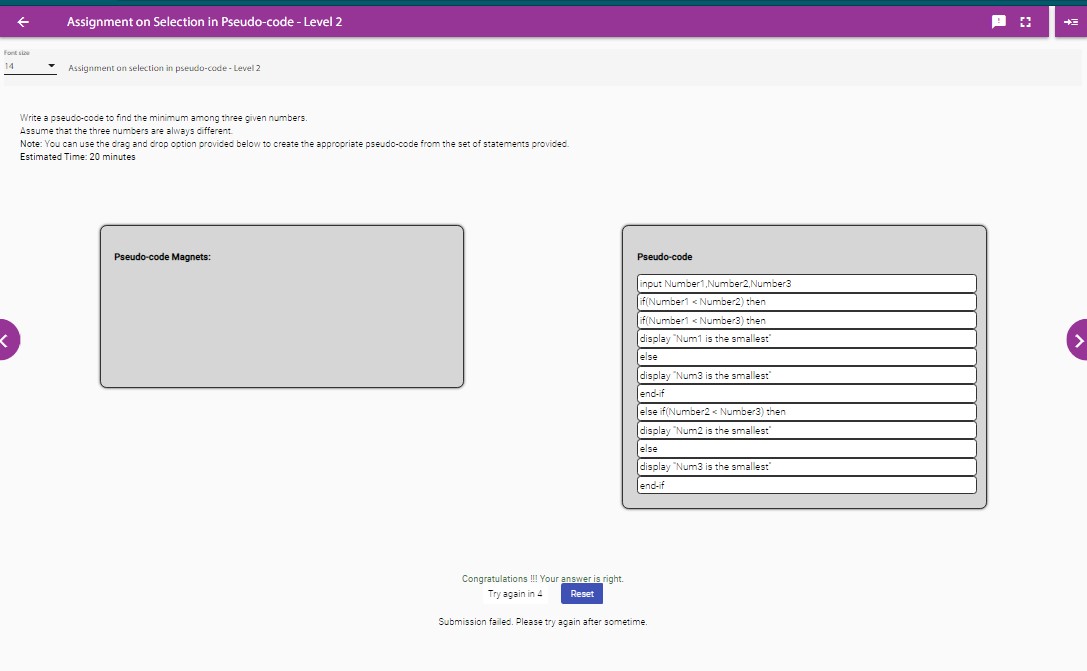 Assignment on Selection in Pseudo-code - Level 2
Font size
14
Assignment on selection in pseudo-code - Level 2
Write a pseudo-code to find the minimum among three given numbers.
Assume that the three numbers are always different.
Note: You can use the drag and drop option provided below to create the appropriate pseudo-code from the set of statements provided.
Estimated Time: 20 minutes
Pseudo-code Magnets:
Pseudo-code
input Number1,Number2,Number3
if(Number1 < Number2) then
if(Number1 < Number3) then
display "Num1 is the smallest"
else
display "Num3 is the smallest"
end-if
else if(Number2 < Number3) then
display "Num2 is the smallest"
else
display "Num3 is the smallest"
end-if
Congratulations !!! Your answer is right.
Try again in 4 Reset
Submission failed. Please try again after sometime.